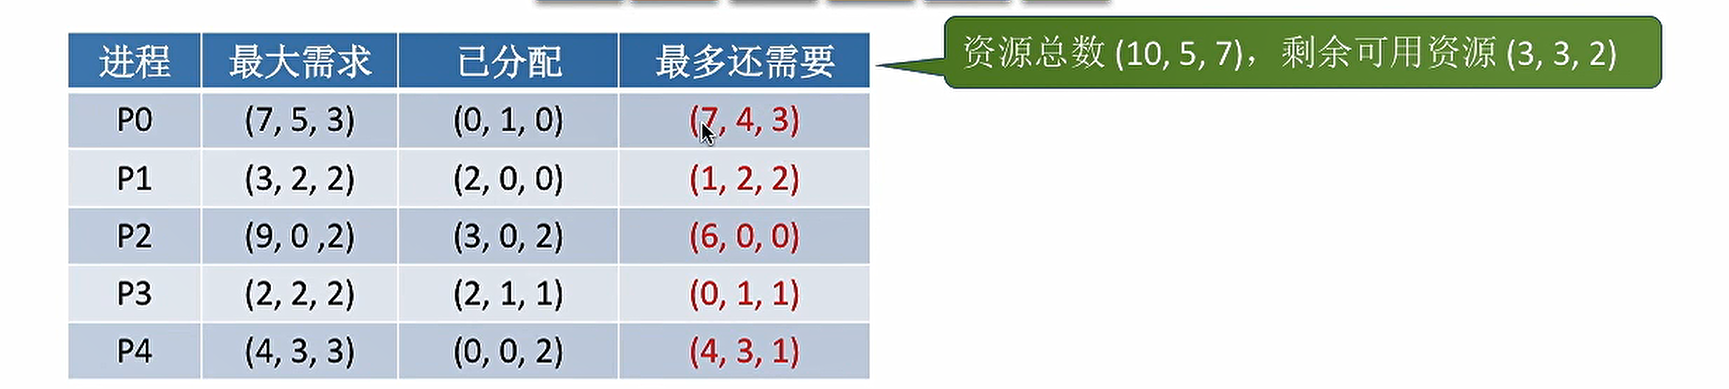 资源总数 (10, 5, 7)，剩余可用资源 (3, 3, 2)
进程 最大需求 已分配 最多还需要
P0 (7, 5, 3) (0, 1, 0) (7, 4, 3)
P1 (3, 2, 2) (2, 0, 0) (1, 2, 2)
P2 (9, 0 ,2) (3, 0, 2) (6, 0, 0)
P3 (2, 2, 2) (2, 1, 1) (0, 1, 1)
P4 (4, 3, 3) (0, 0, 2) (4, 3, 1)